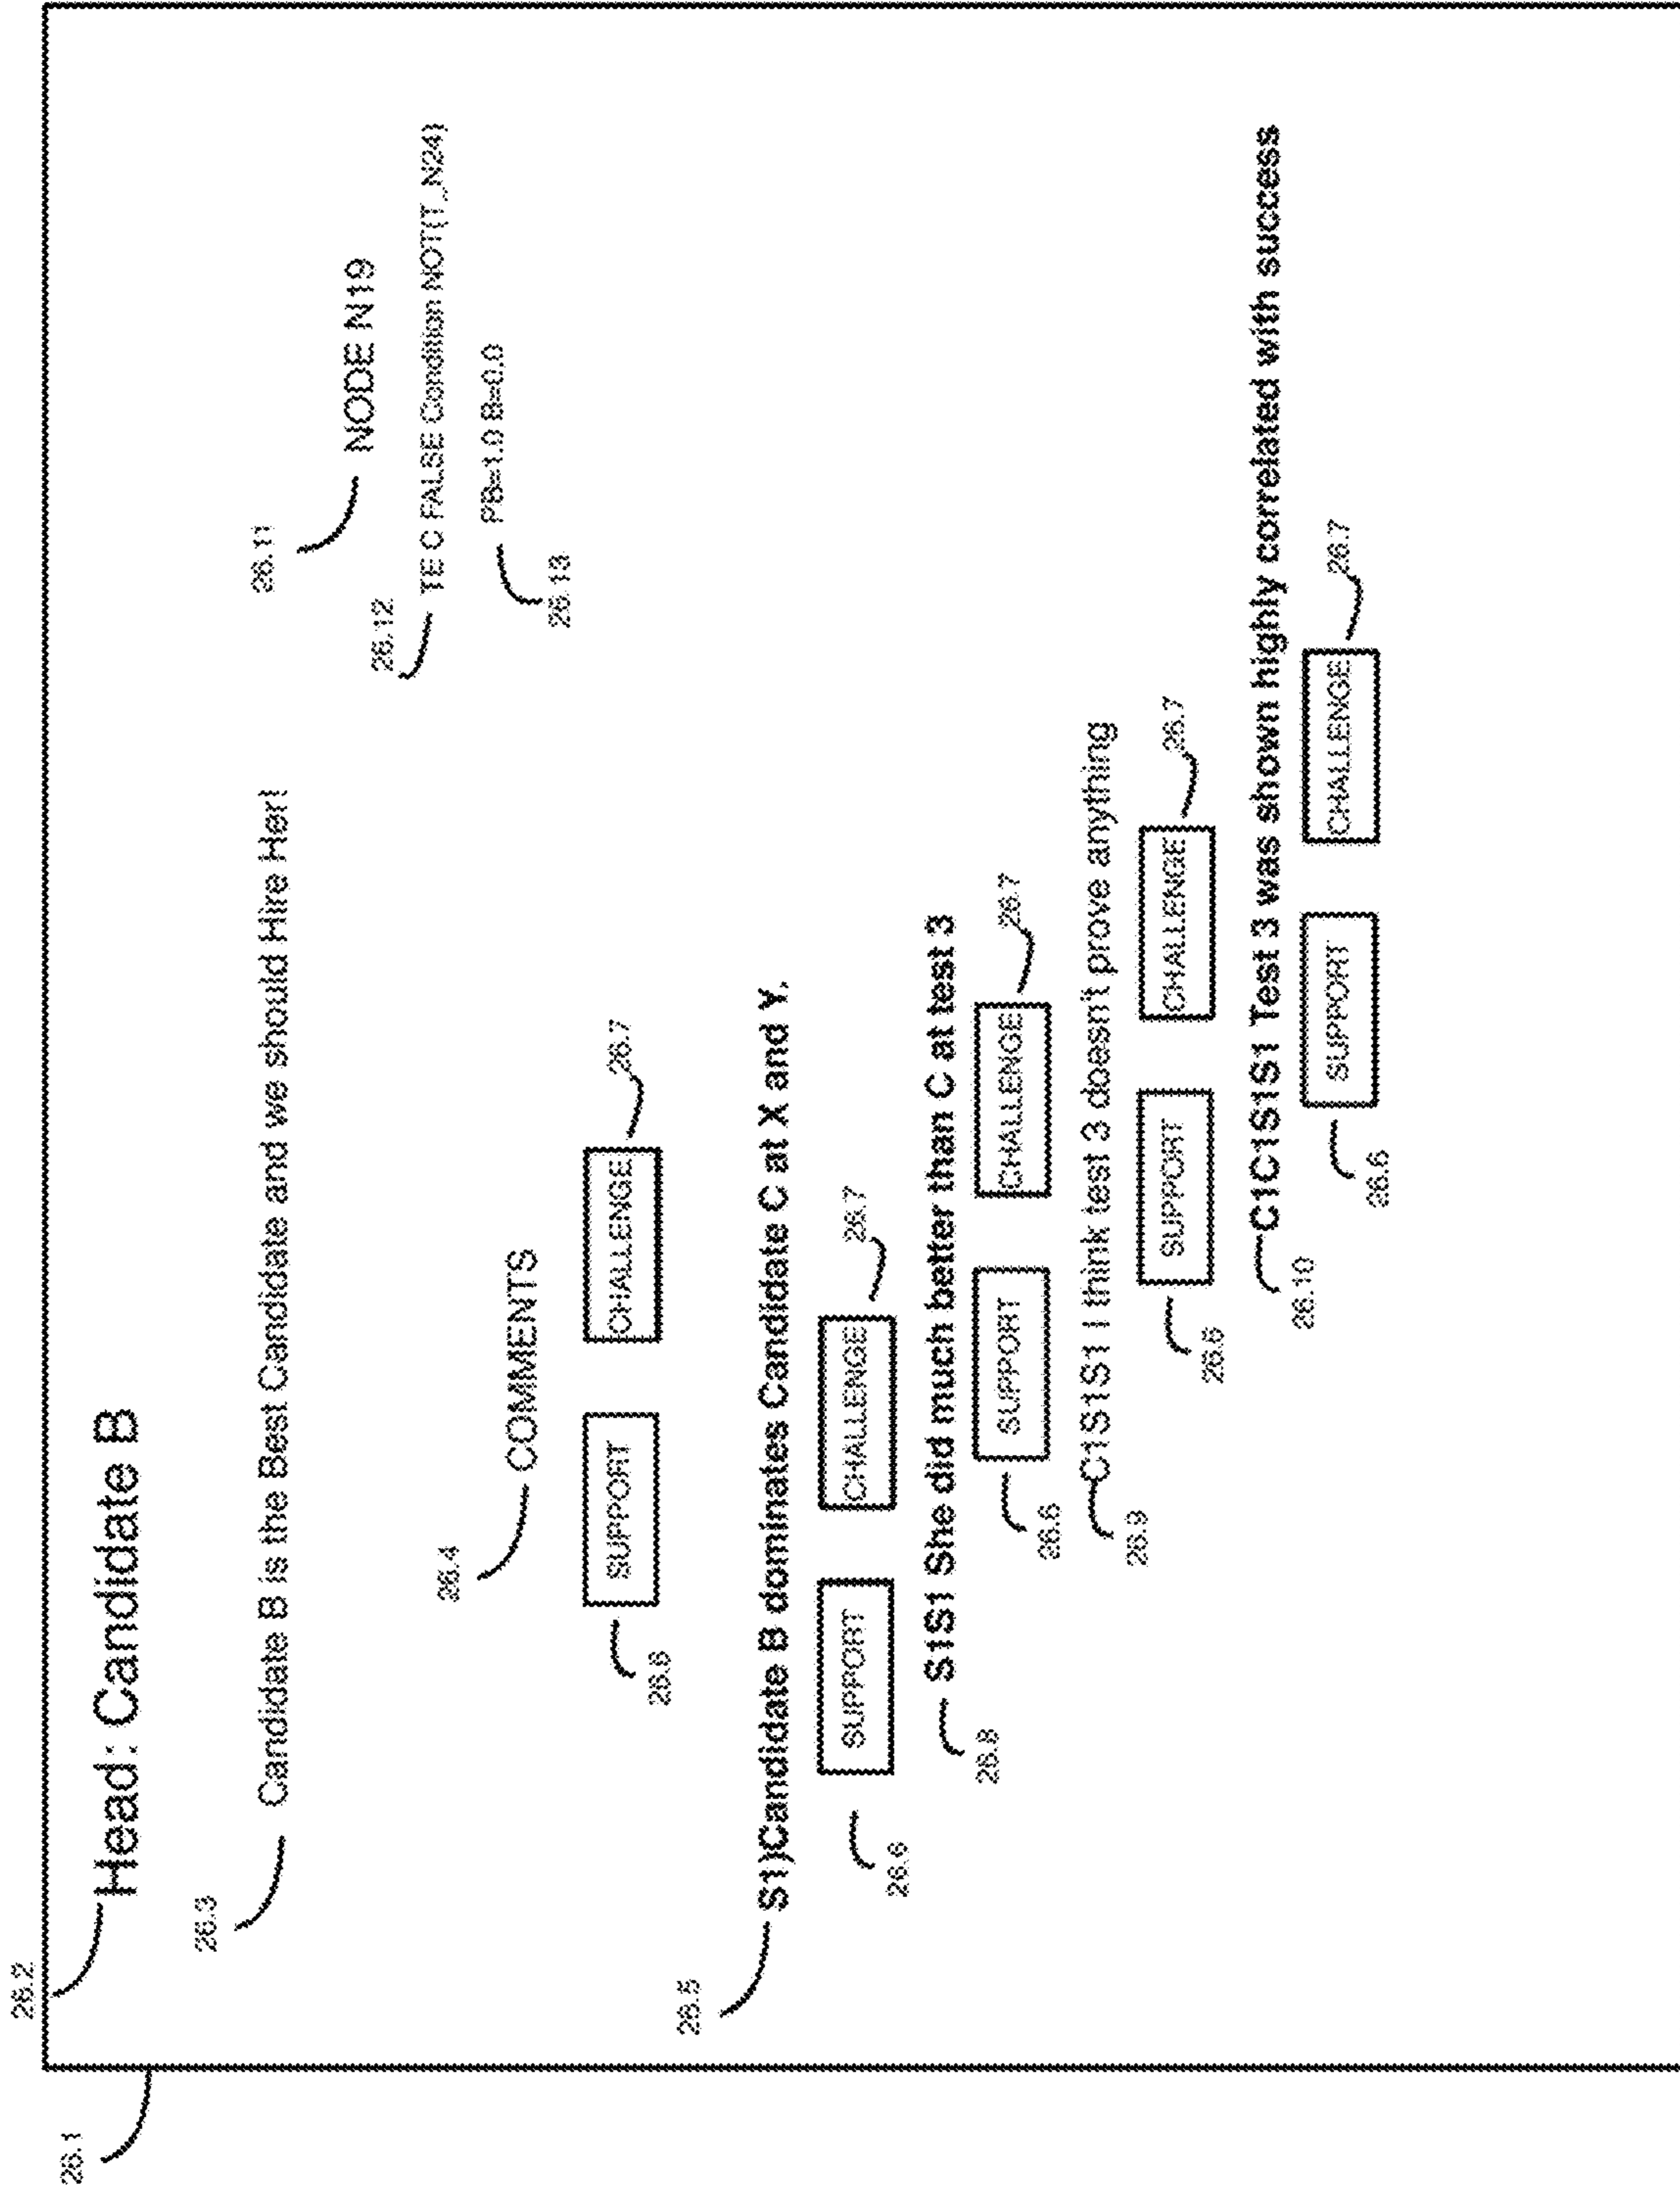 26.2
26.1
Head: Candidate B
26.3
Candidate B is the Best Candidate and we should Hire Her!
26.11
NODE N19
26.12
TE C FALSE Condition NOT(T_N24)
PB=1.0 B=0.0
26.13
26.4
COMMENTS
SUPPORT CHALLENGE 26.7
26.6
26.5
S1)Candidate B dominates Candidate C at X and Y.
SUPPORT CHALLENGE 26.7
26.6
S1S1 She did much better than C at test 3
26.8
SUPPORT CHALLENGE 26.7
26.6
C1S1S1 I think test 3 doesn't prove anything
26.9
SUPPORT CHALLENGE 26.7
26.6
C1C1S1S1 Test 3 was shown highly correlated with success
26.10
SUPPORT CHALLENGE 26.7
26.6